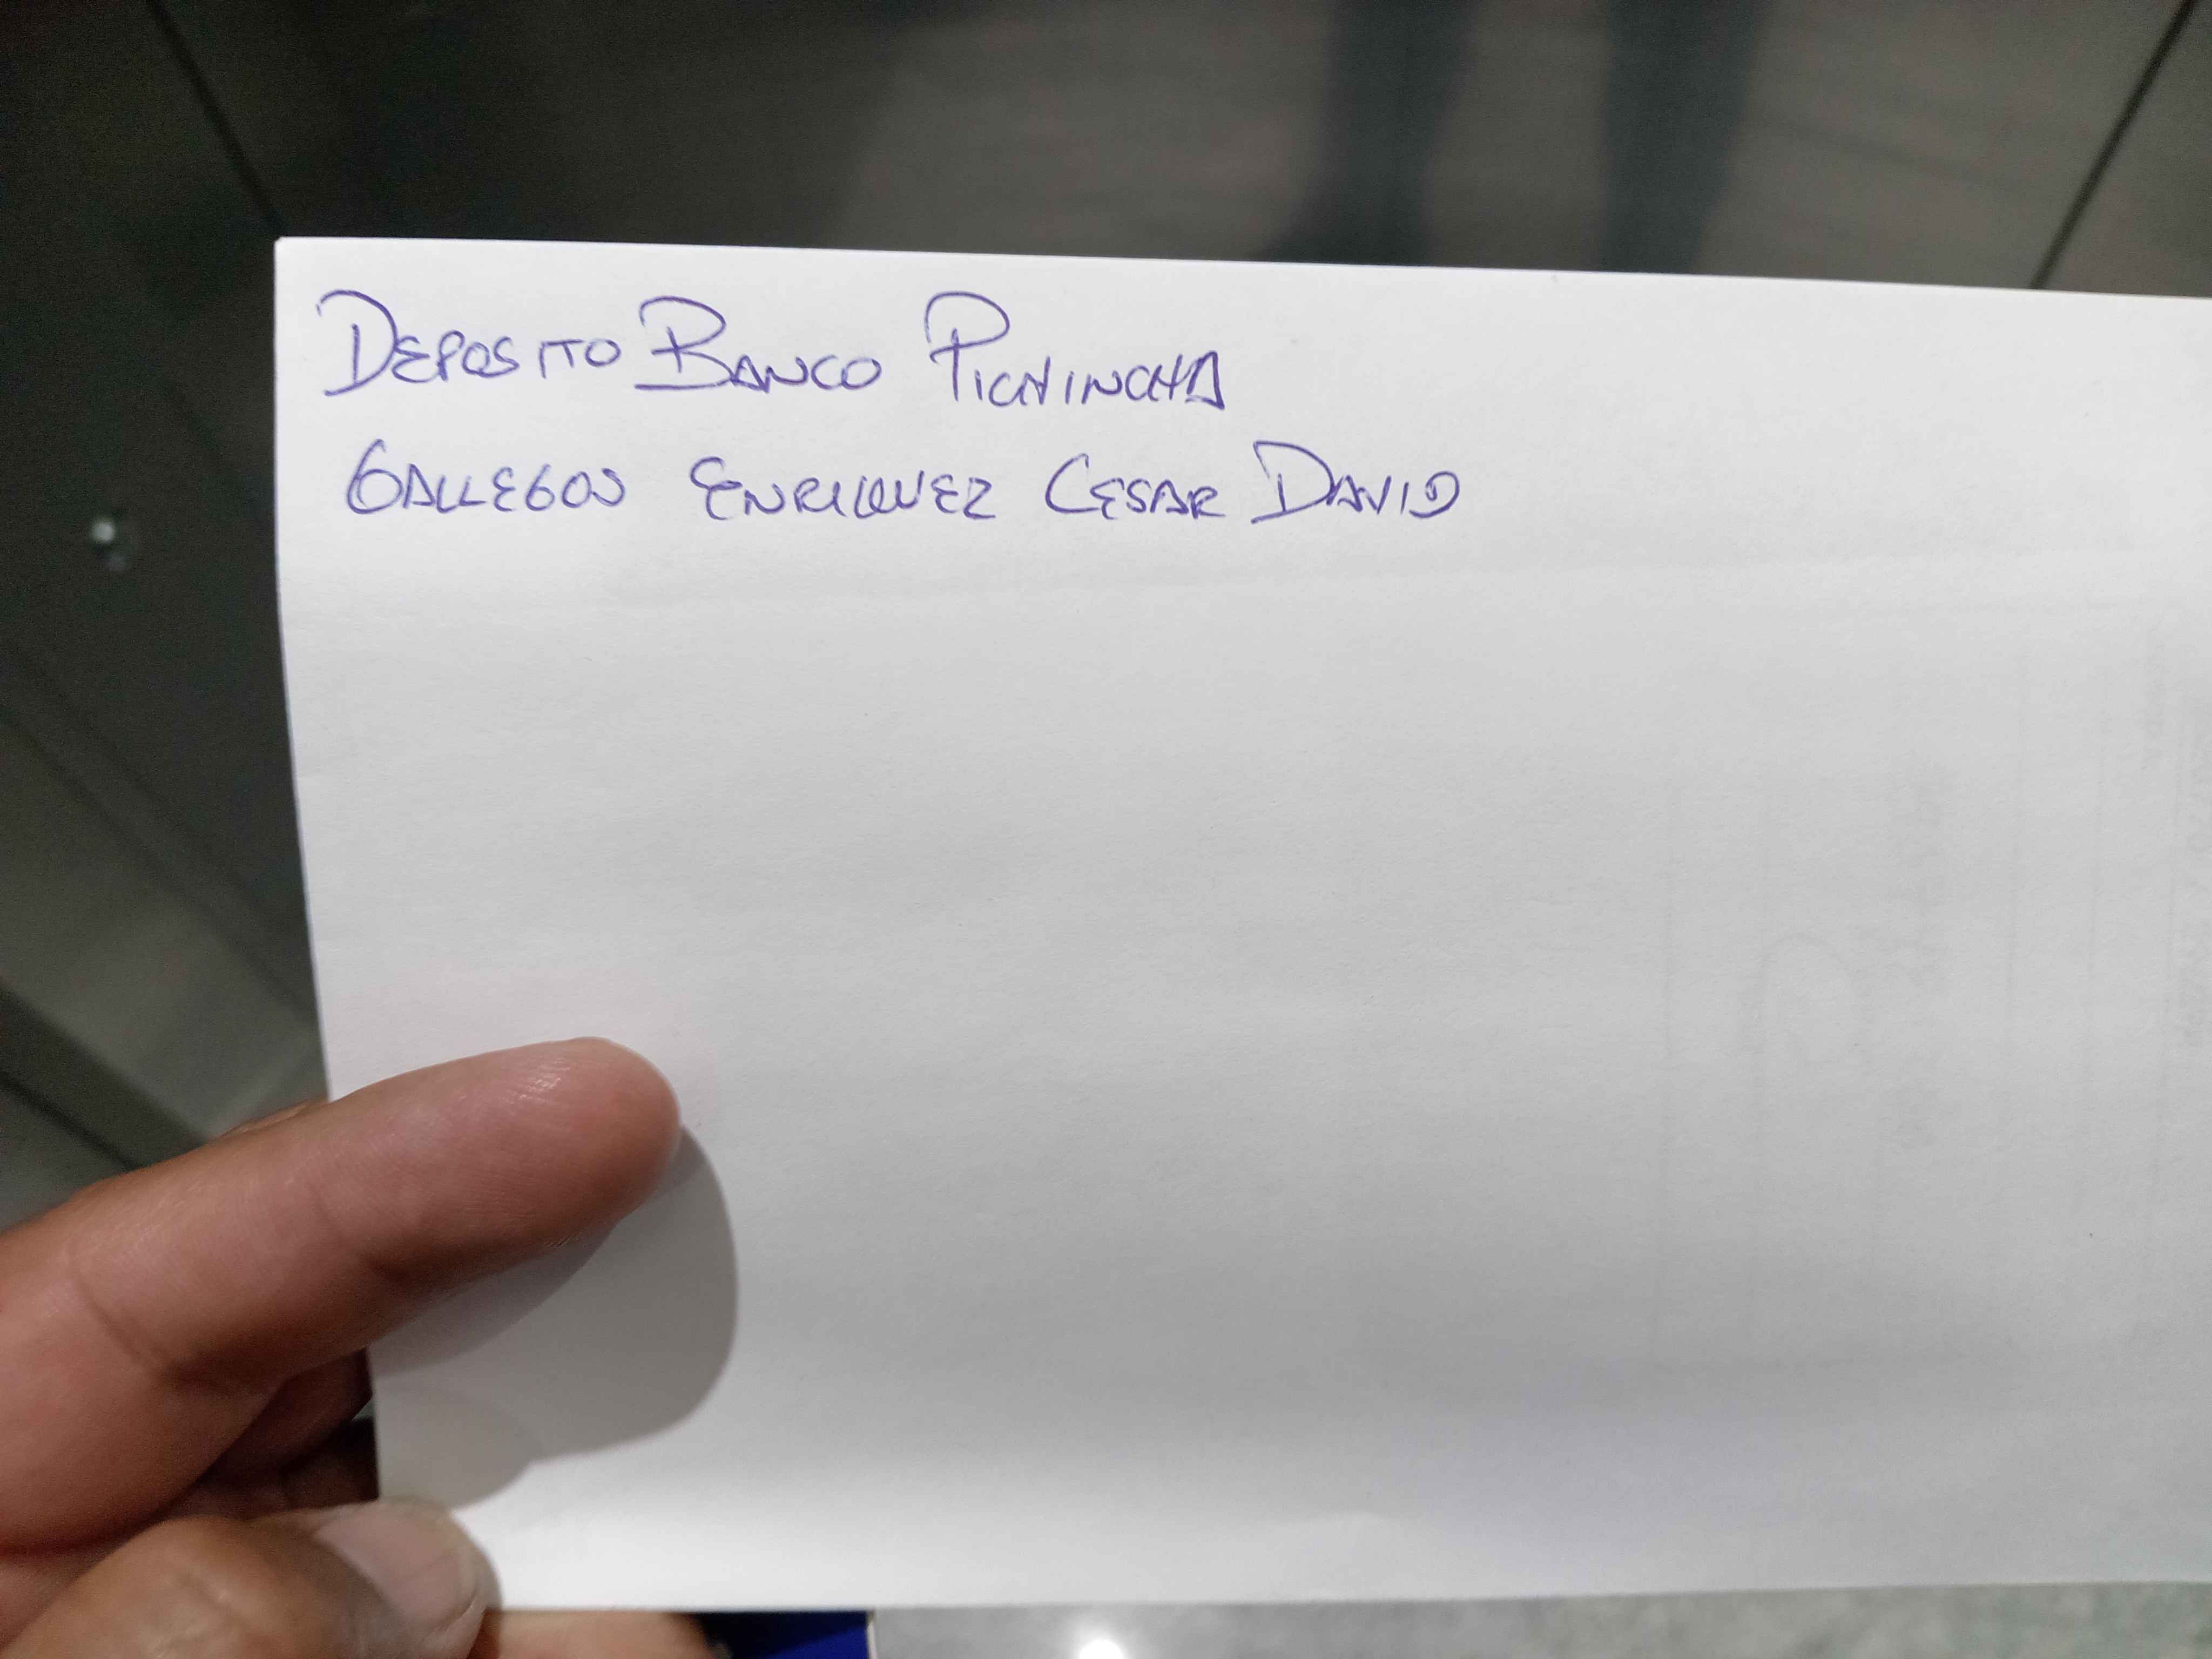 DEPOSITO BANCO PICHINCHA
GALLEGOS ENRIQUEZ CESAR DAVID